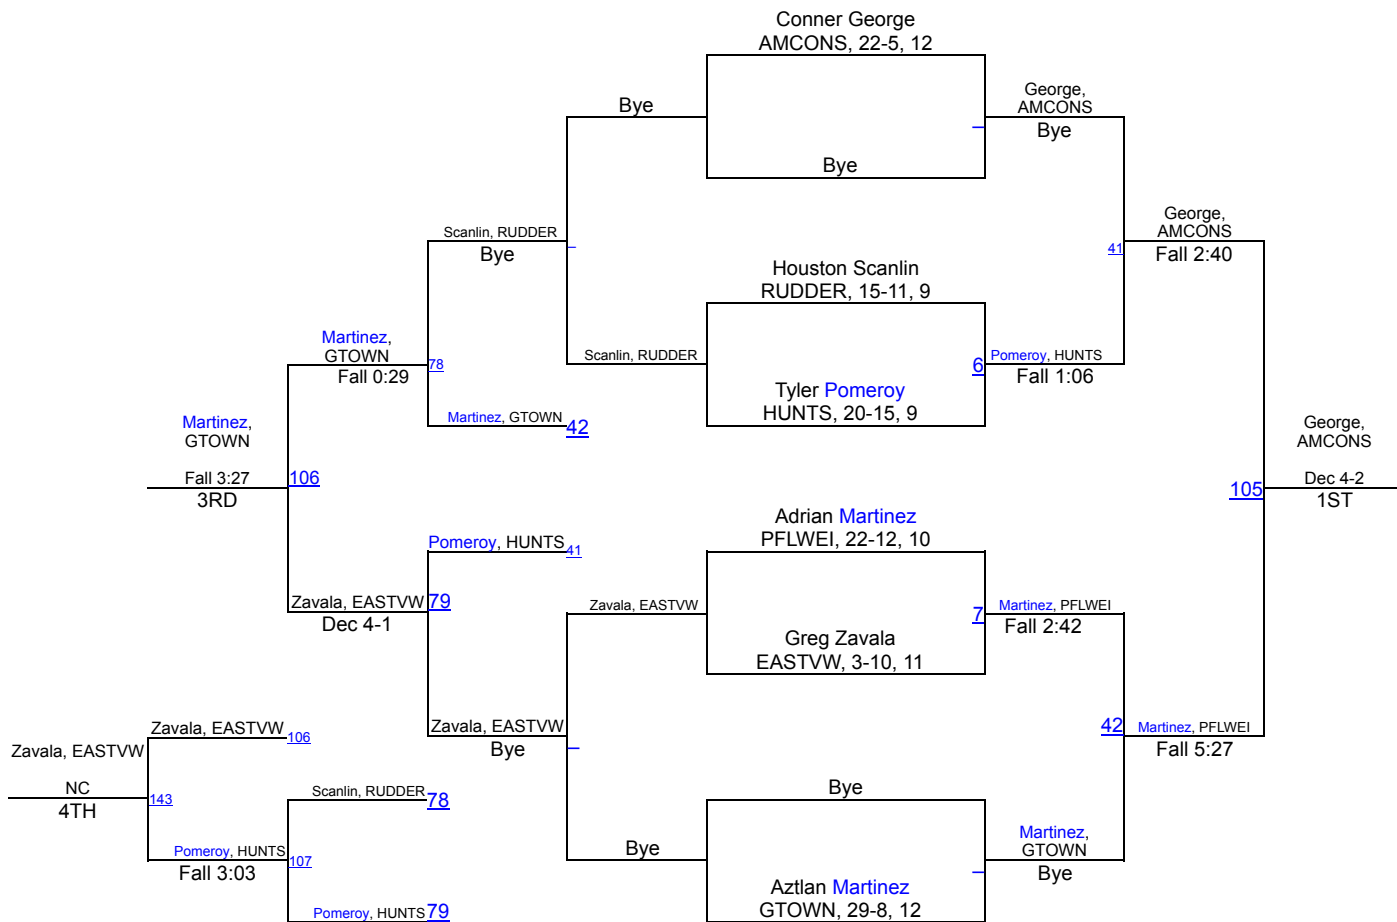 Conner George
AMCONS, 22-5, 12
George,
AMCONS
Bye
Bye
–
Bye
George,
AMCONS
Fall 2:40
41
Scanlin, RUDDER
Bye
–
Houston Scanlin
RUDDER, 15-11, 9
Martinez,
GTOWN
Fall 0:29
78
Scanlin, RUDDER
6
Pomeroy, HUNTS
Fall 1:06
Tyler Pomeroy
HUNTS, 20-15, 9
Martinez, GTOWN
42
Martinez,
GTOWN
Fall 3:27
3RD
106
George,
AMCONS
Dec 4-2
1ST
105
Adrian Martinez
PFLWEI, 22-12, 10
Pomeroy, HUNTS
41
Zavala, EASTVW
79
Dec 4-1
Zavala, EASTVW
7
Martinez, PFLWEI
Fall 2:42
Greg Zavala
EASTVW, 3-10, 11
Zavala, EASTVW
Bye
–
42
Martinez, PFLWEI
Fall 5:27
Zavala, EASTVW
106
Zavala, EASTVW
NC
4TH
143
Scanlin, RUDDER
78
Bye
Bye
Martinez,
GTOWN
Bye
–
Pomeroy, HUNTS
107
Fall 3:03
Aztlan Martinez
GTOWN, 29-8, 12
Pomeroy, HUNTS
79